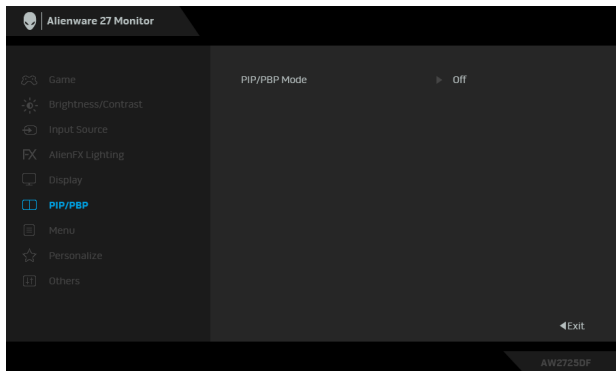 Alienware 27 Monitor
Game
PIP/PBP Mode
Off
Brightness/Contrast
Input Source
AlienFX Lighting
Display
PIP/PBP
Menu
Personalize
Others
Exit
AW2725DF